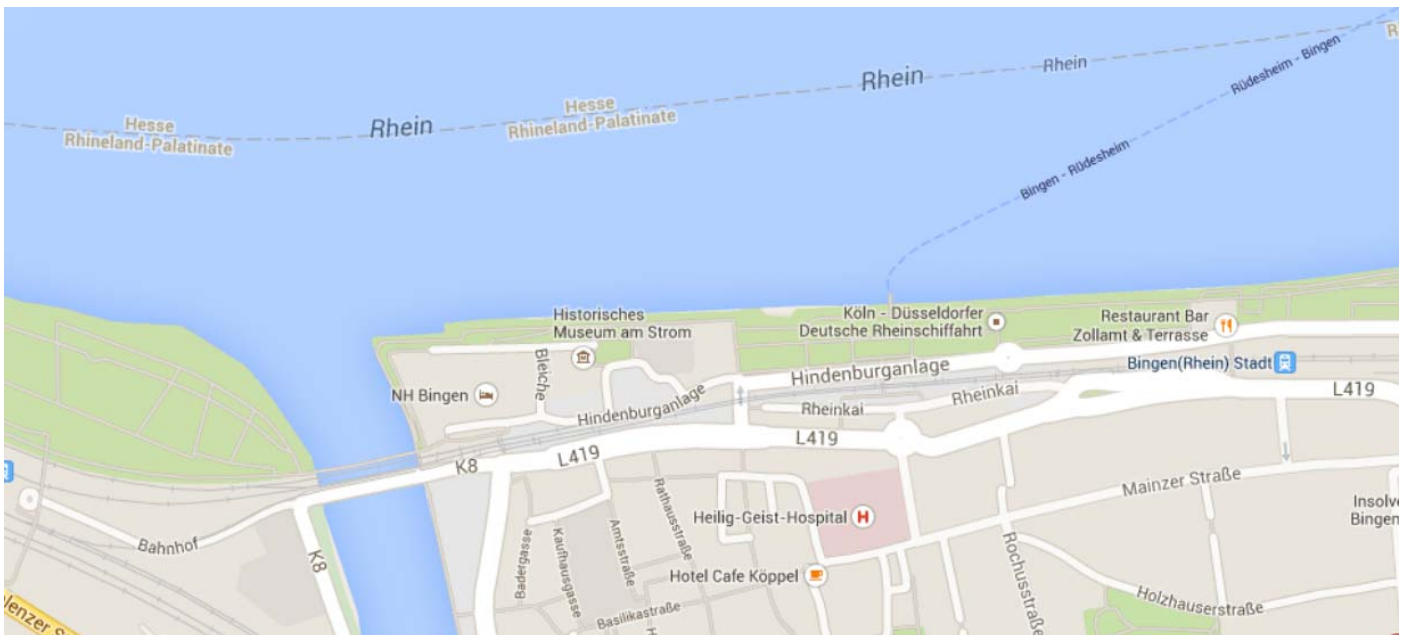 Rhein
Rhein
Rüdesheim - Bingen
Hesse
Rhineland-Palatinate
Rhein
Hesse
Rhineland-Palatinate
Bingen - Rüdesheim
Historisches
Museum am Strom
Köln - Düsseldorfer
Deutsche Rheinschiffahrt
Restaurant Bar
Zollamt & Terrasse
Bleiche
Hindenburganlage
Bingen(Rhein) Stadt
NH Bingen
Hindenburganlage
Rheinkai
Rheinkai
L419
L419
K8
L419
H
Mainzer Straße
Heilig-Geist-Hospital
Rathausstraße
Insolve
Bingen
Bahnhof
K8
Badergasse
Kaufhausgasse
Amtsstraße
Hotel Cafe Köppel
Rochusstraße
Holzhauserstraße
Basilikastraße